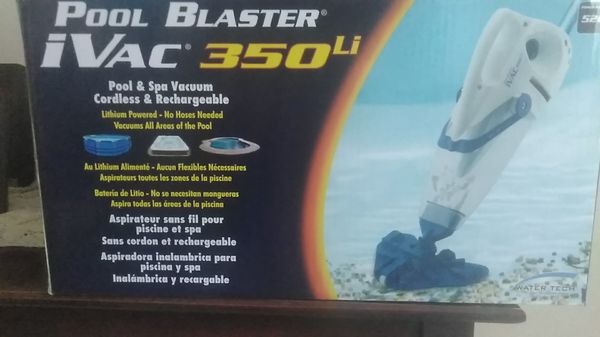 POOL BLASTER®
iVAC® 350Li
Pool & Spa Vacuum
Cordless & Rechargeable
Lithium Powered - No Hoses Needed
Vacuums All Areas of the Pool
Au Lithium Alimenté - Aucun Flexibles Nécessaires
Aspirateurs toutes les zones de la piscine
Batería de Litio - No se necesitan mangueras
Aspira todas las áreas de la piscina
Aspirateur sans fil pour
piscine et spa
Sans cordon et rechargeable
Aspiradora inalambrica para
piscina y spa
Inalámbrica y recargable
iVAC
WATER TECH